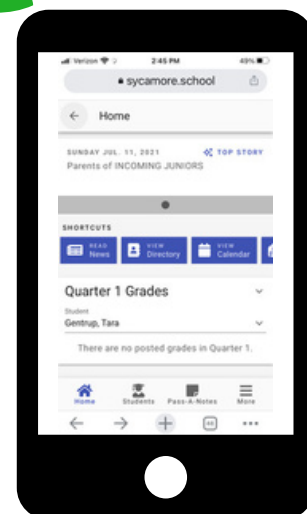 Verizon 2:45 PM 49%
sycamore.school
Home
SUNDAY JUL. 11, 2021 TOP STORY
Parents of INCOMING JUNIORS
SHORTCUTS
READ News VIEW Directory VIEW Calendar
Quarter 1 Grades
Student
Gentrup, Tara
There are no posted grades in Quarter 1.
Home Students Pass-A-Notes More